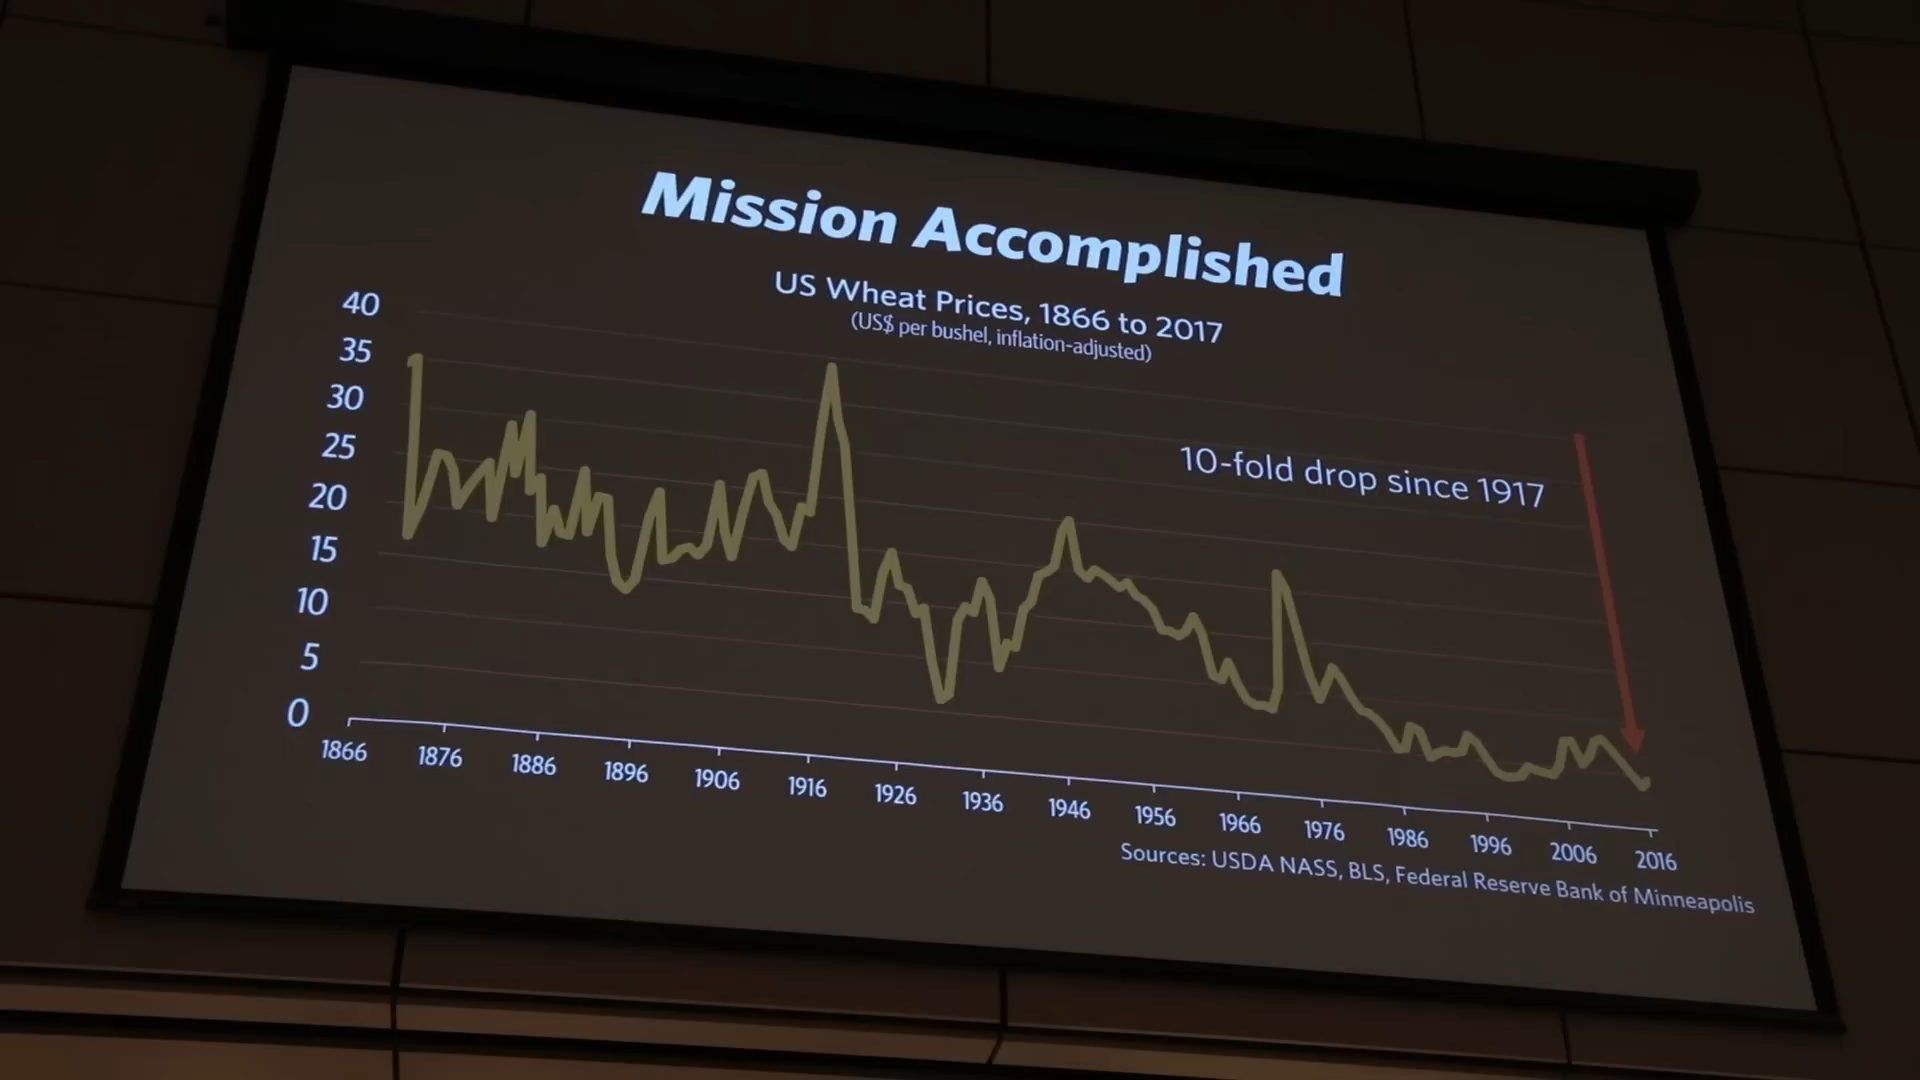 Mission Accomplished
US Wheat Prices, 1866 to 2017
(US$ per bushel, inflation-adjusted)
40
35
30
25
20
15
10
5
0
10-fold drop since 1917
1866 1876 1886 1896 1906 1916 1926 1936 1946 1956 1966 1976 1986 1996 2006 2016
Sources: USDA NASS, BLS, Federal Reserve Bank of Minneapolis